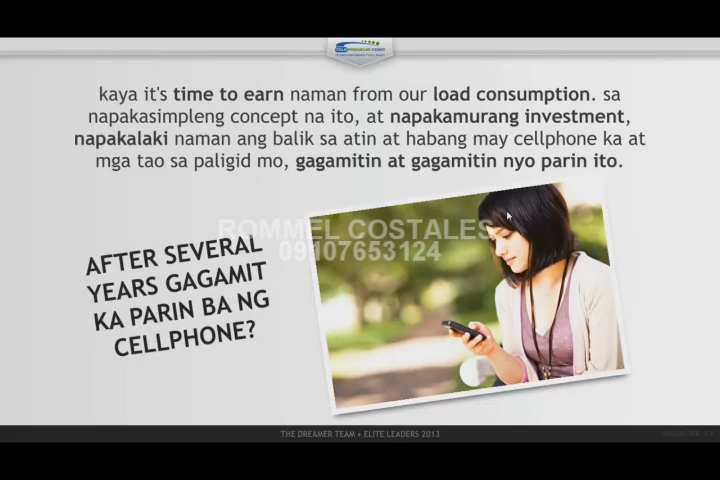 kaya it's time to earn naman from our load consumption. sa
napakasimpleng concept na ito, at napakamurang investment,
napakalaki naman ang balik sa atin at habang may cellphone ka at
mga tao sa paligid mo, gagamitin at gagamitin nyo parin ito.
ROMMEL COSTALES
09107653124
AFTER SEVERAL
YEARS GAGAMIT
KA PARIN BA NG
CELLPHONE?
THE DREAMER TEAM • ELITE LEADERS 2013